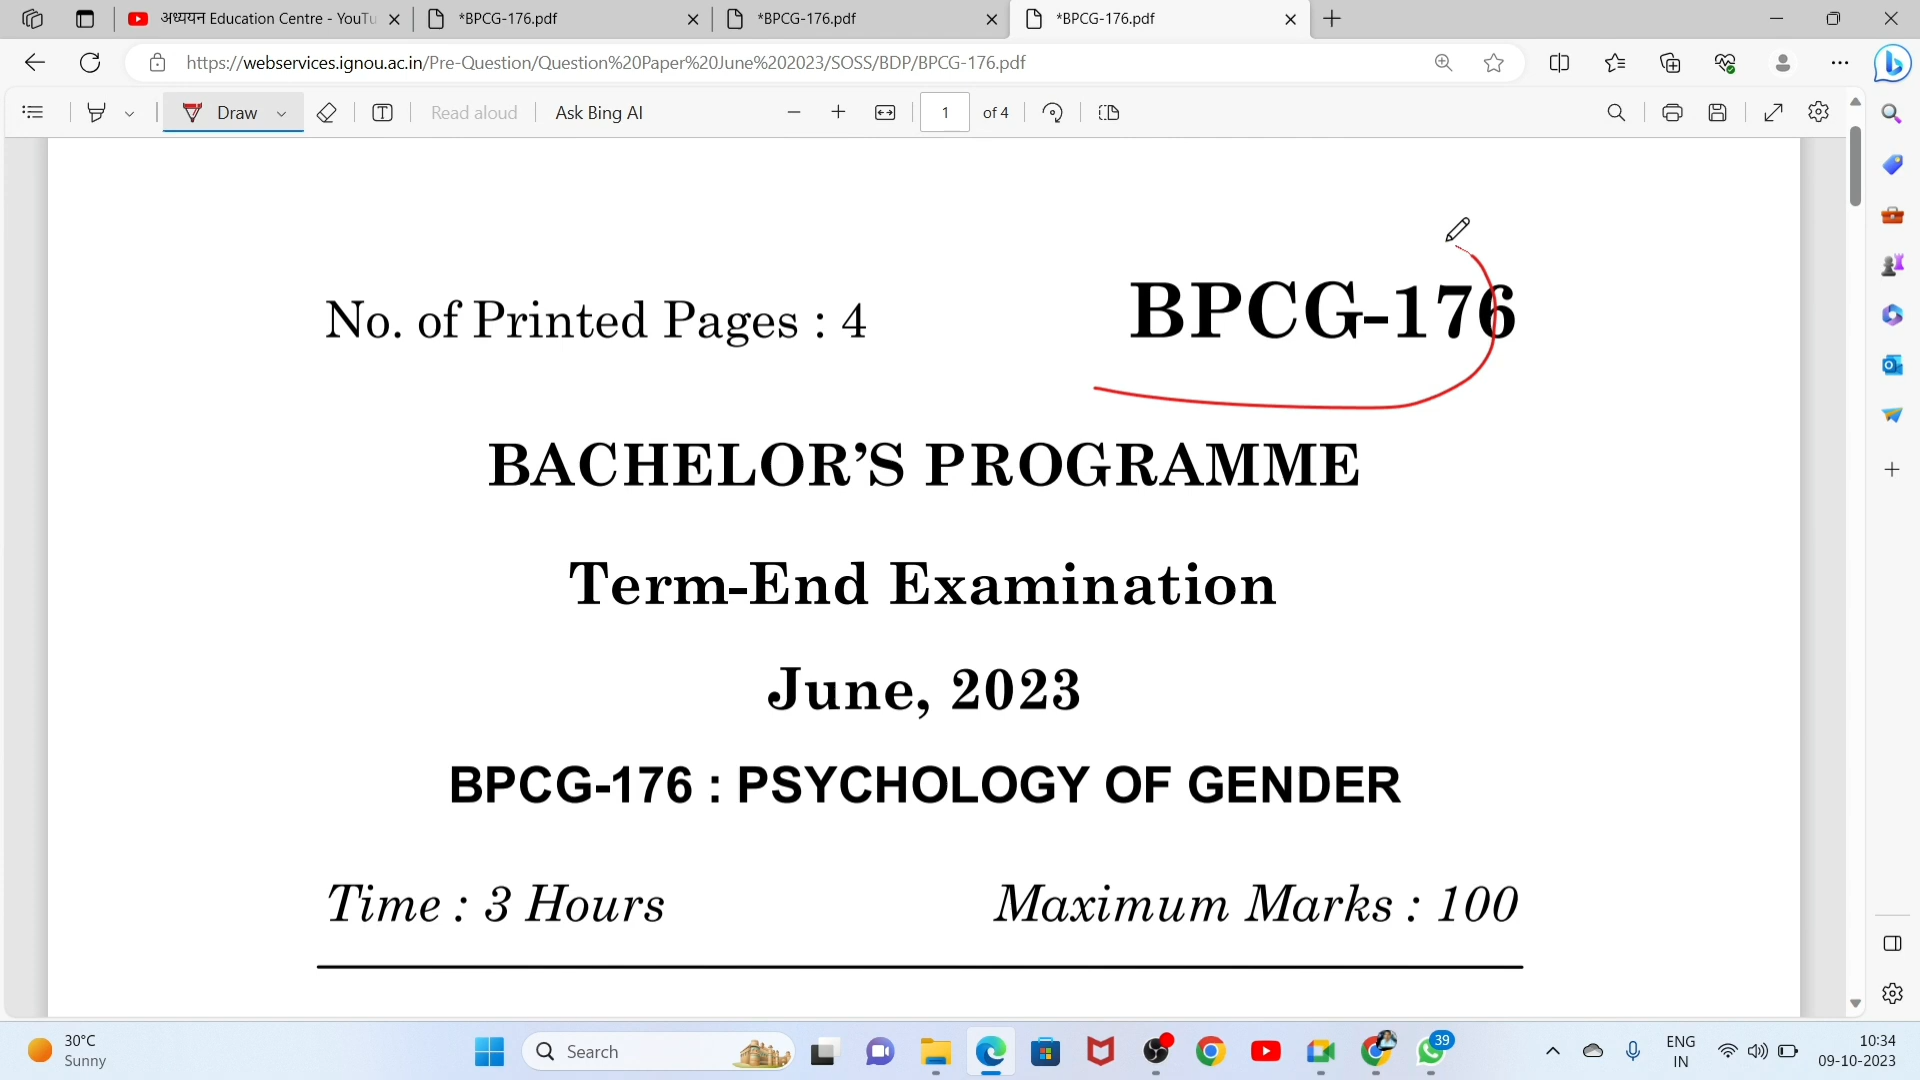 अध्ययन Education Centre - YouTu
*BPCG-176.pdf
*BPCG-176.pdf
*BPCG-176.pdf
https://webservices.ignou.ac.in/Pre-Question/Question%20Paper%20June%202023/SOSS/BDP/BPCG-176.pdf
Draw
Read aloud
Ask Bing AI
1 of 4
No. of Printed Pages : 4
BPCG-176
BACHELOR’S PROGRAMME
Term-End Examination
June, 2023
BPCG-176 : PSYCHOLOGY OF GENDER
Time : 3 Hours
Maximum Marks : 100
30°C
Sunny
Search
39
ENG
IN
10:34
09-10-2023